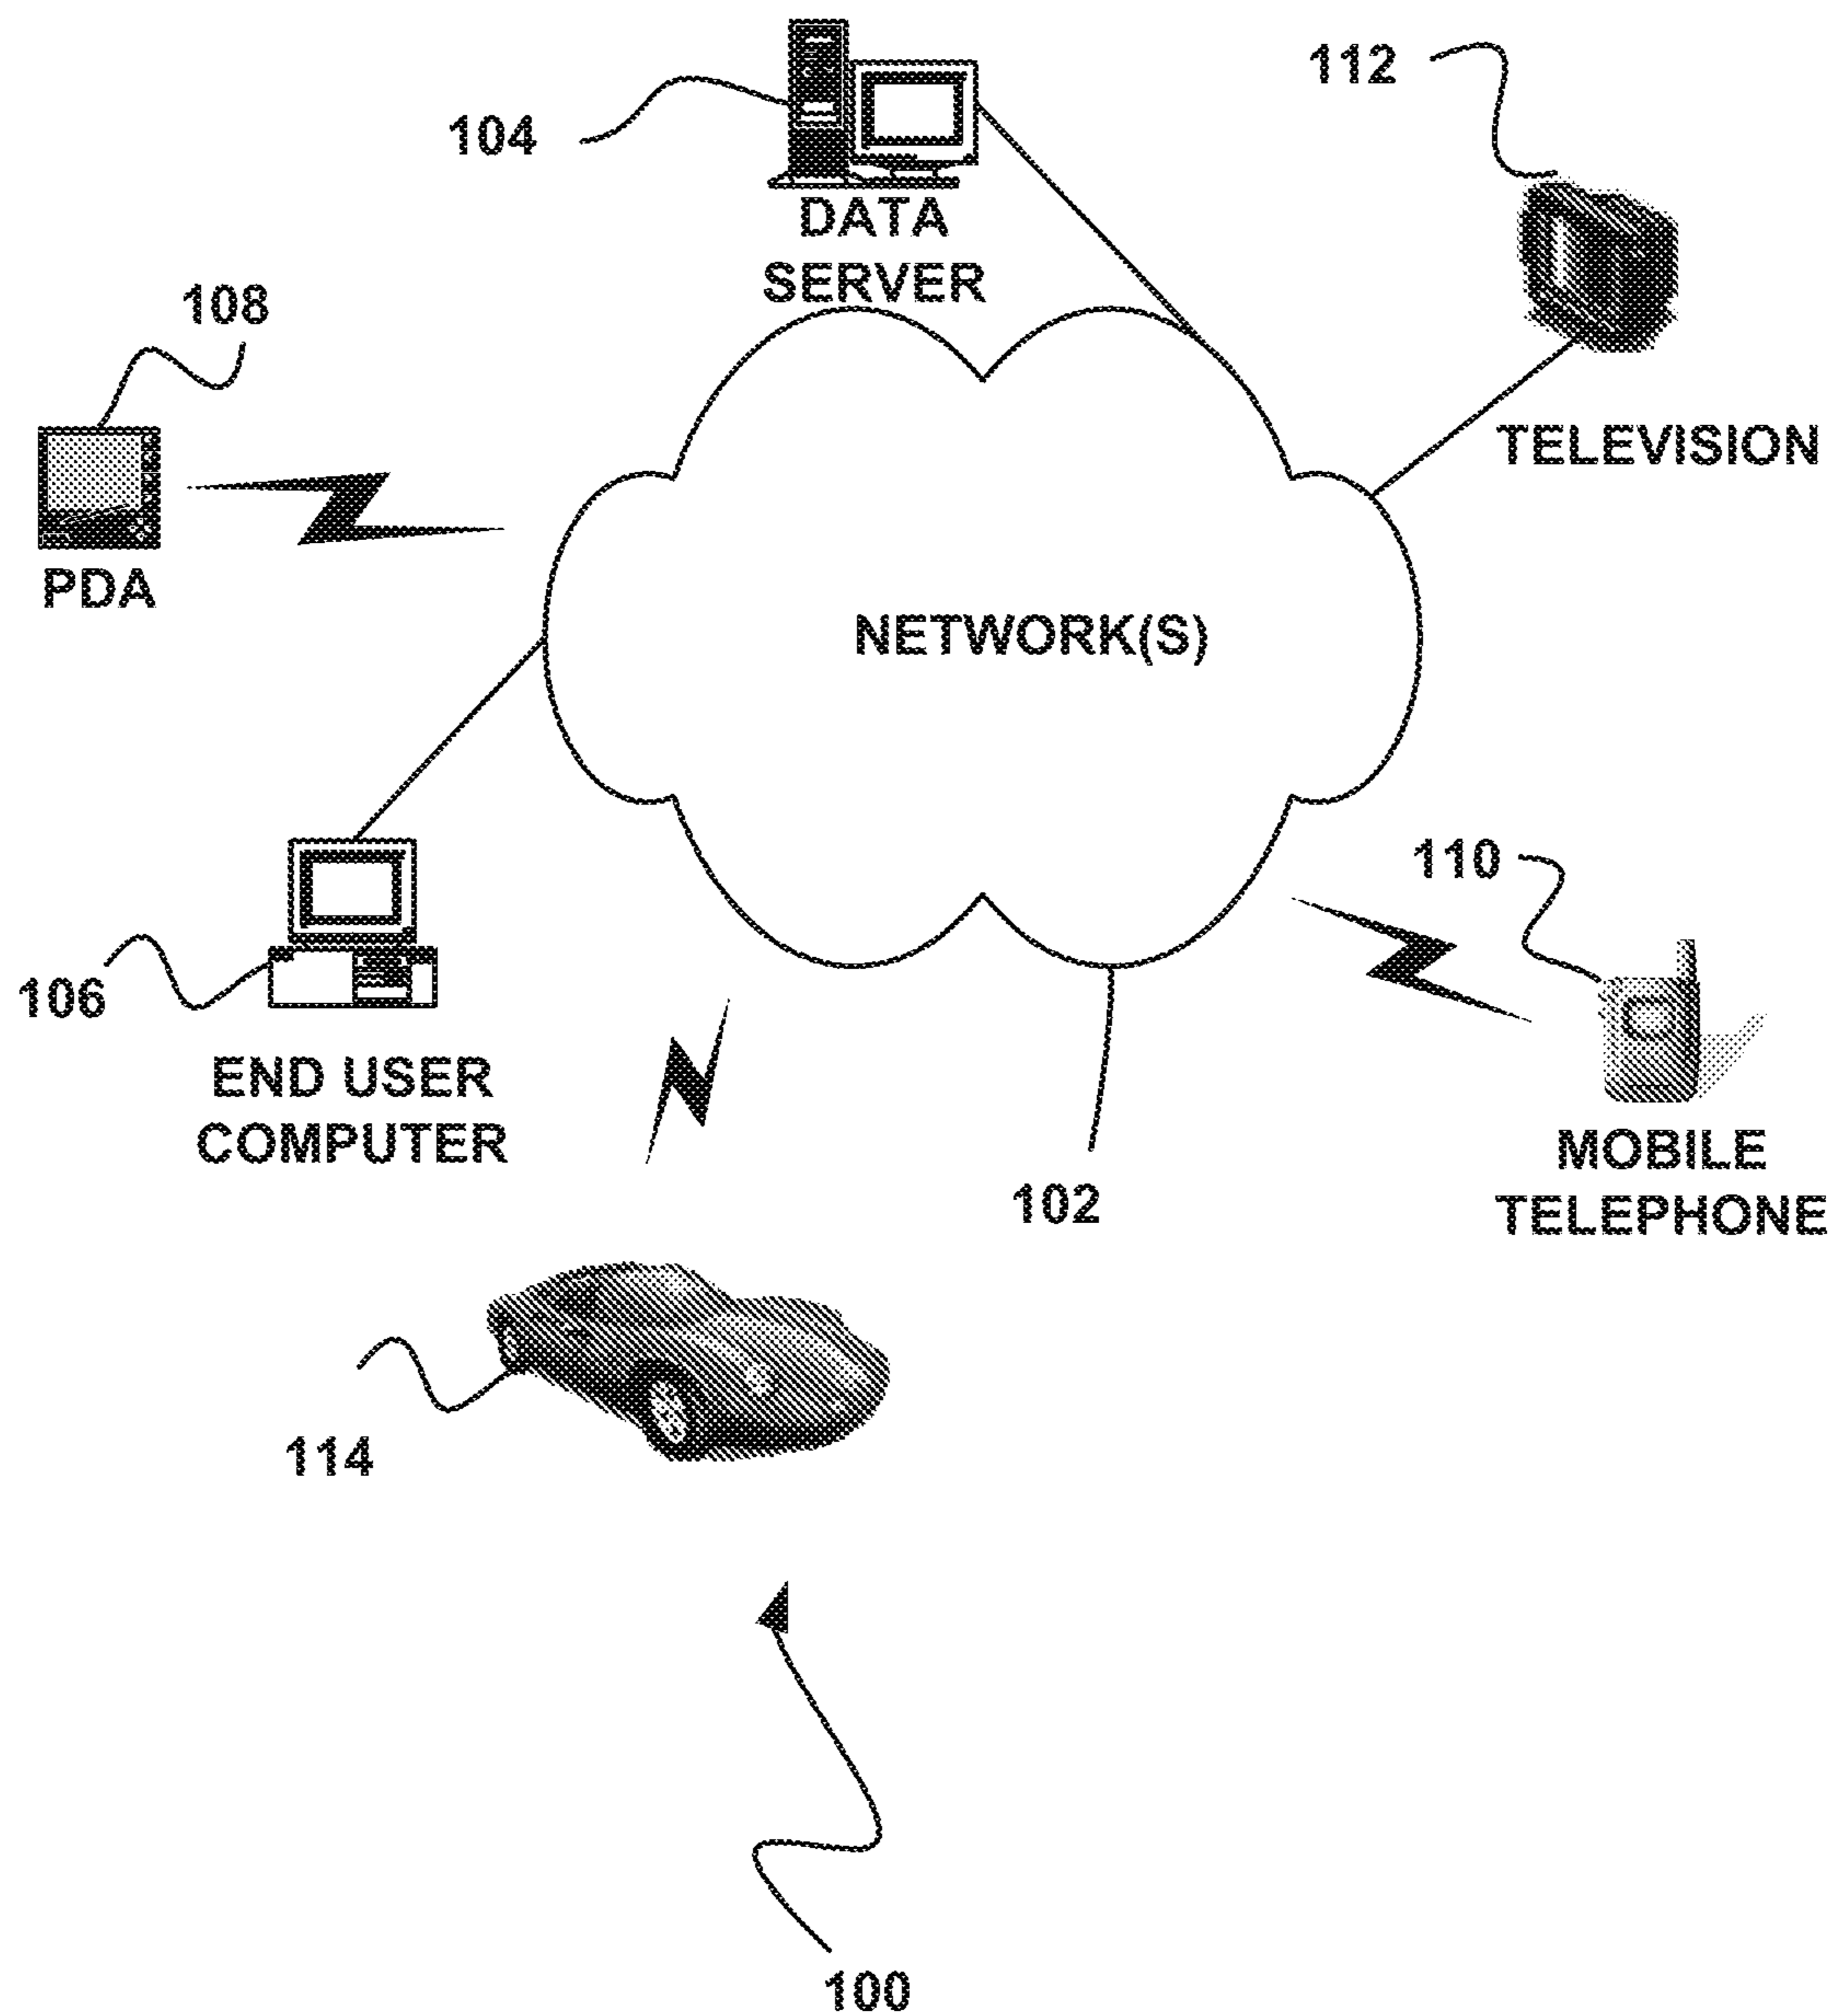 112
104
DATA
SERVER
108
TELEVISION
PDA
NETWORK(S)
110
106
END USER
COMPUTER
MOBILE
TELEPHONE
102
114
100